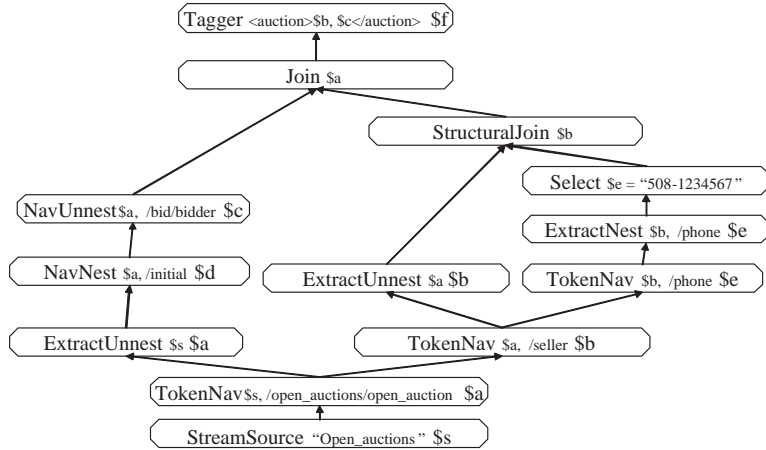 Tagger <auction>$b, $c</auction> $f
Join $a
StructuralJoin $b
Select $e = “508-1234567”
NavUnnest$a, /bid/bidder $c
ExtractNest $b, /phone $e
NavNest $a, /initial $d
ExtractUnnest $a $b
TokenNav $b, /phone $e
ExtractUnnest $s $a
TokenNav $a, /seller $b
TokenNav$s, /open_auctions/open_auction $a
StreamSource “Open_auctions” $s